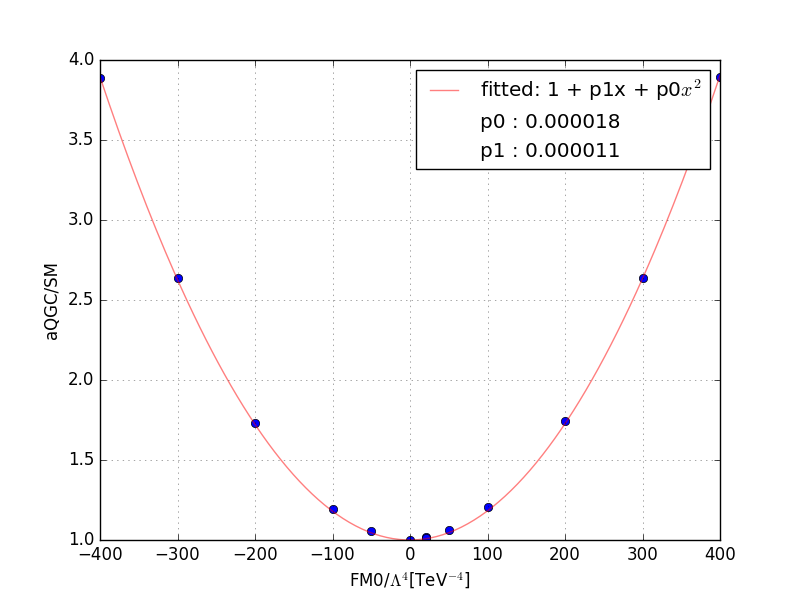 4.0
3.5
3.0
2.5
2.0
1.5
1.0
aQGC/SM
fitted: 1 + p1x + p0x²
p0 : 0.000018
p1 : 0.000011
−400 −300 −200 −100 0 100 200 300 400
FM0/Λ⁴[TeV⁻⁴]